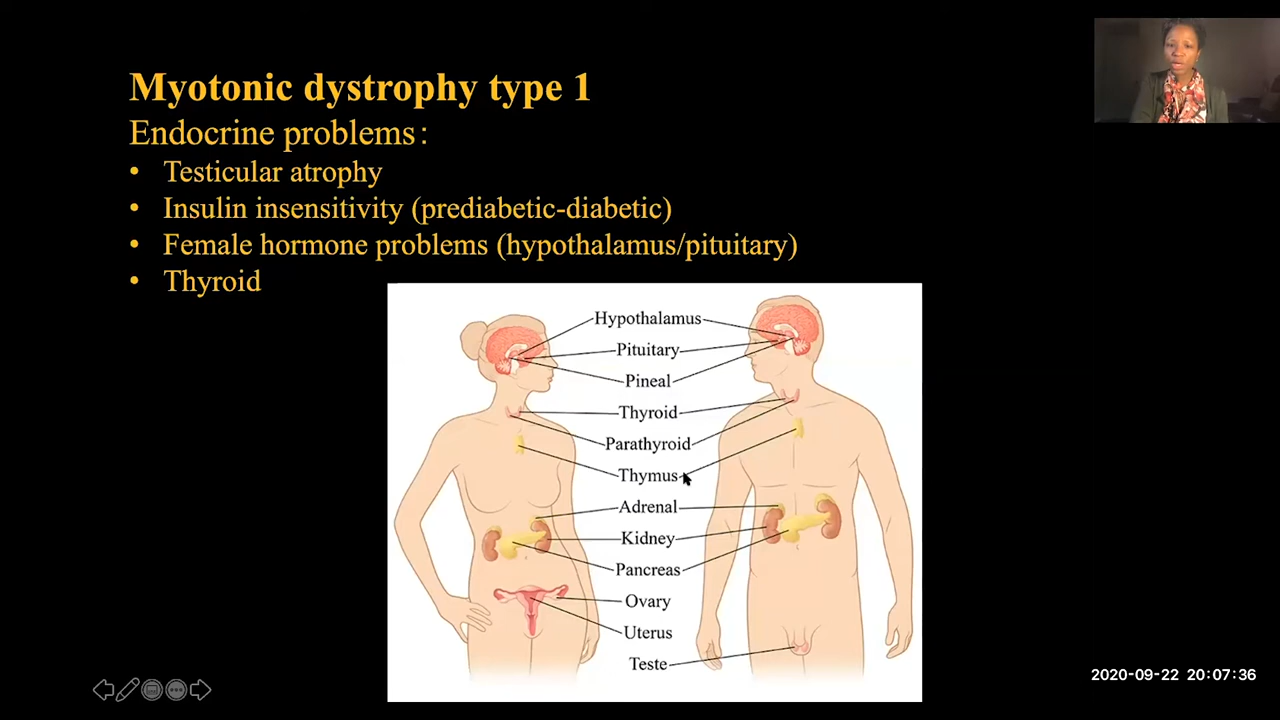 Myotonic dystrophy type 1
Endocrine problems:
• Testicular atrophy
• Insulin insensitivity (prediabetic-diabetic)
• Female hormone problems (hypothalamus/pituitary)
• Thyroid
Hypothalamus
Pituitary
Pineal
Thyroid
Parathyroid
Thymus
Adrenal
Kidney
Pancreas
Ovary
Uterus
Teste
2020-09-22 20:07:36